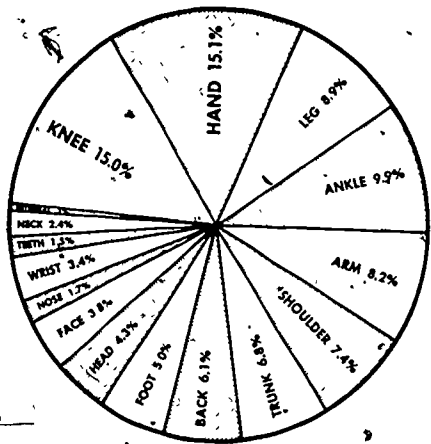 HAND 15.1%
LEG 8.9%
ANKLE 9.9%
ARM 8.2%
SHOULDER 7.4%
TRUNK 6.8%
BACK 6.1%
FOOT 5.0%
HEAD 4.3%
FACE 3.8%
NOSE 1.7%
WRIST 3.4%
TEETH 1.5%
NECK 2.4%
KNEE 15.0%